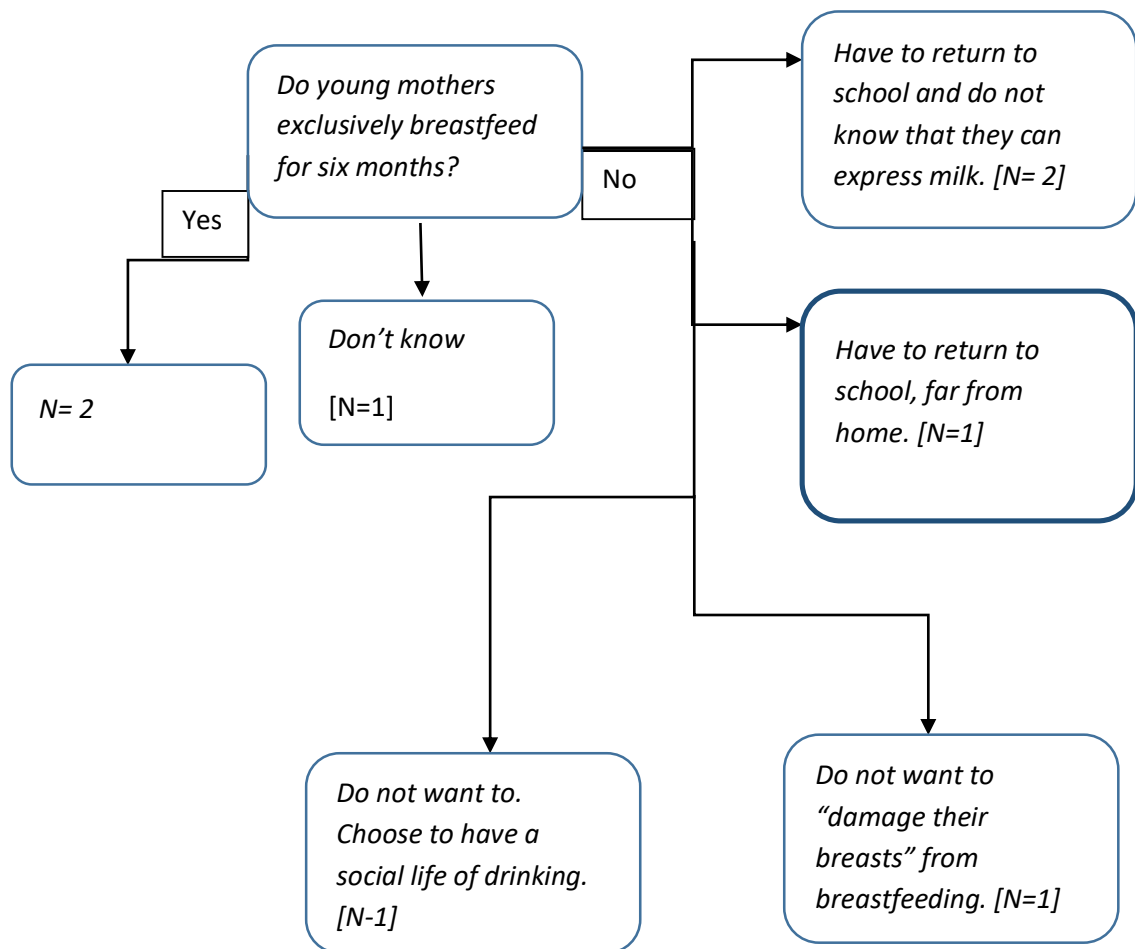 Do young mothers
exclusively breastfeed
for six months?
Yes
No
Have to return to
school and do not
know that they can
express milk. [N= 2]
Don’t know
[N=1]
N= 2
Have to return to
school, far from
home. [N=1]
Do not want to.
Choose to have a
social life of drinking.
[N-1]
Do not want to
“damage their
breasts” from
breastfeeding. [N=1]